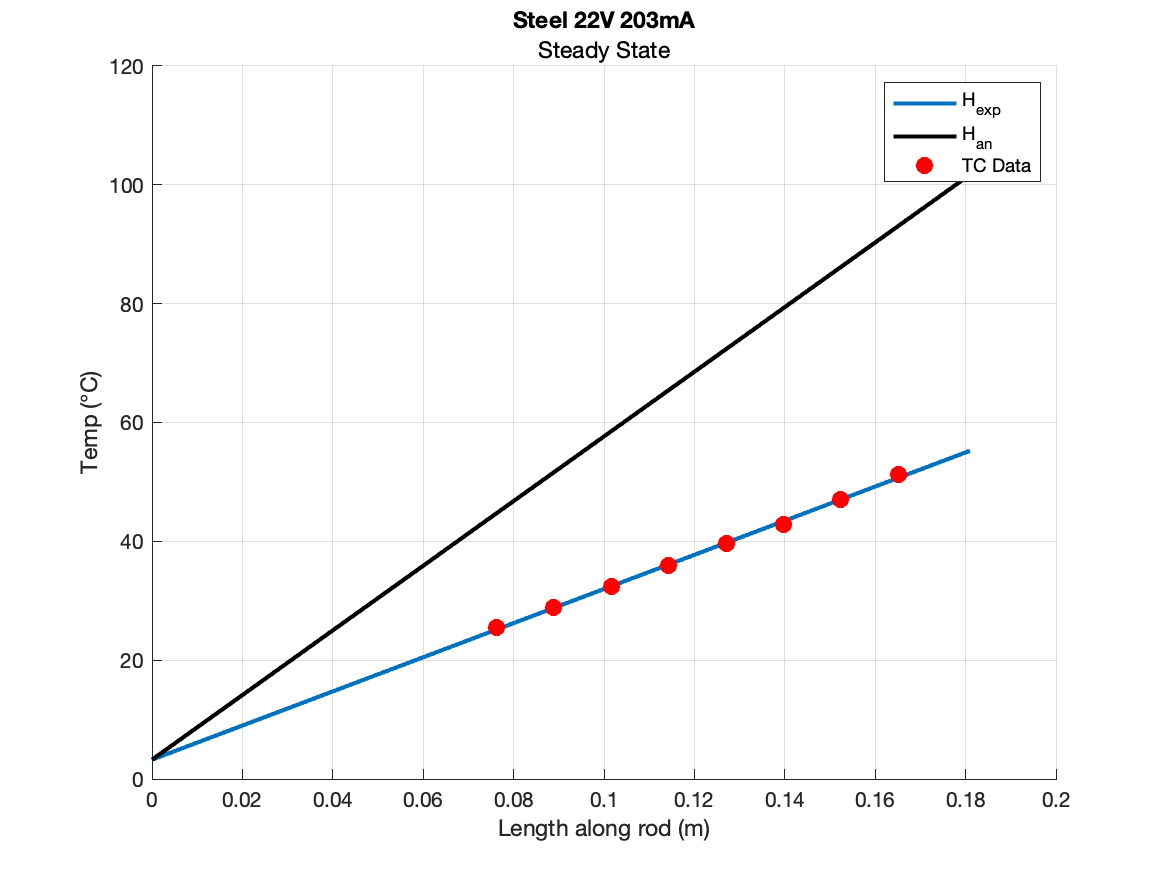 Steel 22V 203mA
Steady State
120
100
80
60
40
20
0
Temp (°C)
H_exp
H_an
TC Data
0 0.02 0.04 0.06 0.08 0.1 0.12 0.14 0.16 0.18 0.2
Length along rod (m)